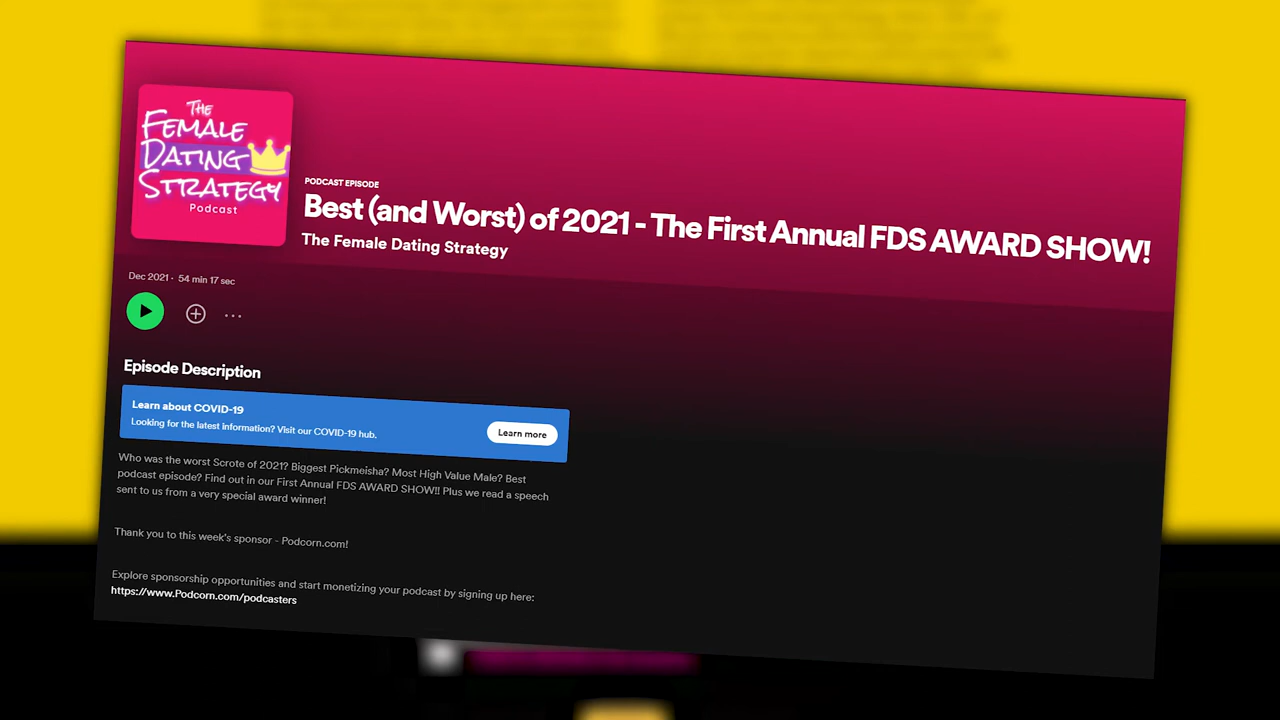 THE
FEMALE
DATING
STRATEGY
Podcast
PODCAST EPISODE
Best (and Worst) of 2021 - The First Annual FDS AWARD SHOW!
The Female Dating Strategy
Dec 2021 · 54 min 17 sec
Episode Description
Learn about COVID-19
Looking for the latest information? Visit our COVID-19 hub.
Learn more
Who was the worst Scrote of 2021? Biggest Pickmeisha? Most High Value Male? Best
podcast episode? Find out in our First Annual FDS AWARD SHOW!! Plus we read a speech
sent to us from a very special award winner!
Thank you to this week's sponsor - Podcorn.com!
Explore sponsorship opportunities and start monetizing your podcast by signing up here:
https://www.Podcorn.com/podcasters